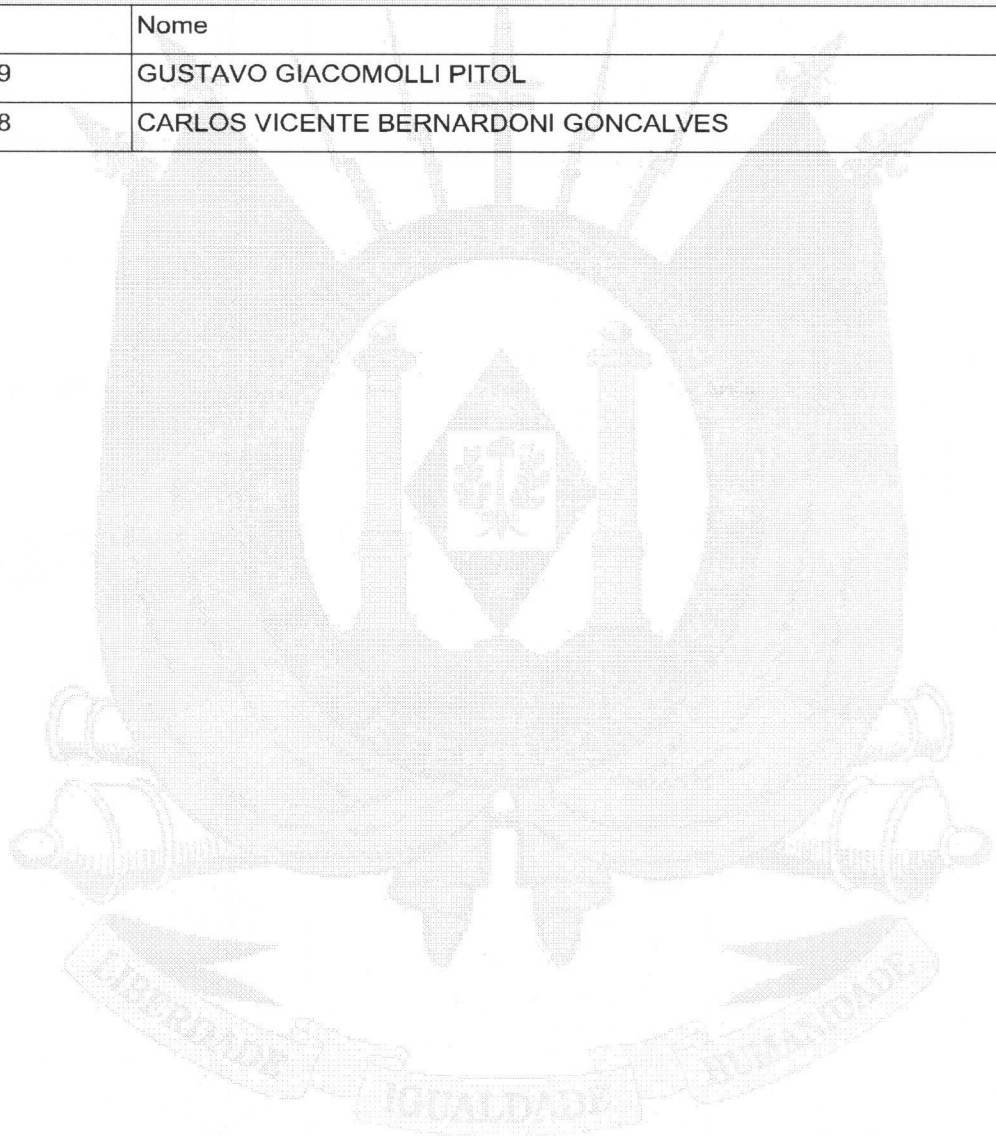 Nome
9 GUSTAVO GIACOMOLLI PITOL
8 CARLOS VICENTE BERNARDONI GONCALVES
LIBERDADE
IGUALDADE
HUMANIDADE